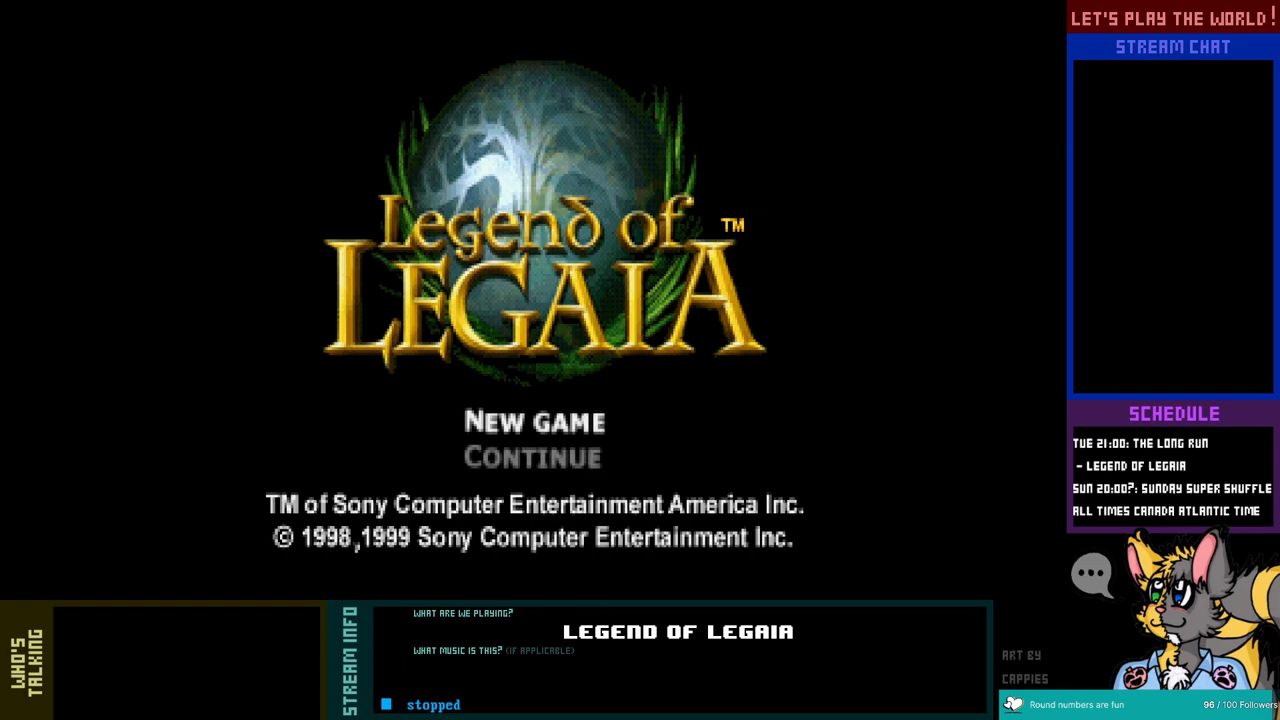 LET'S PLAY THE WORLD!
STREAM CHAT
Legend of
LEGAIA™
NEW GAME
CONTINUE
TM of Sony Computer Entertainment America Inc.
© 1998,1999 Sony Computer Entertainment Inc.
SCHEDULE
TUE 21:00: THE LONG RUN
- LEGEND OF LEGAIA
SUN 20:00?: SUNDAY SUPER SHUFFLE
ALL TIMES CANADA ATLANTIC TIME
WHO'S
TALKING
STREAM INFO
WHAT ARE WE PLAYING?
LEGEND OF LEGAIA
WHAT MUSIC IS THIS? (IF APPLICABLE)
stopped
ART BY
CAPPIES
Round numbers are fun
96 / 100 Followers